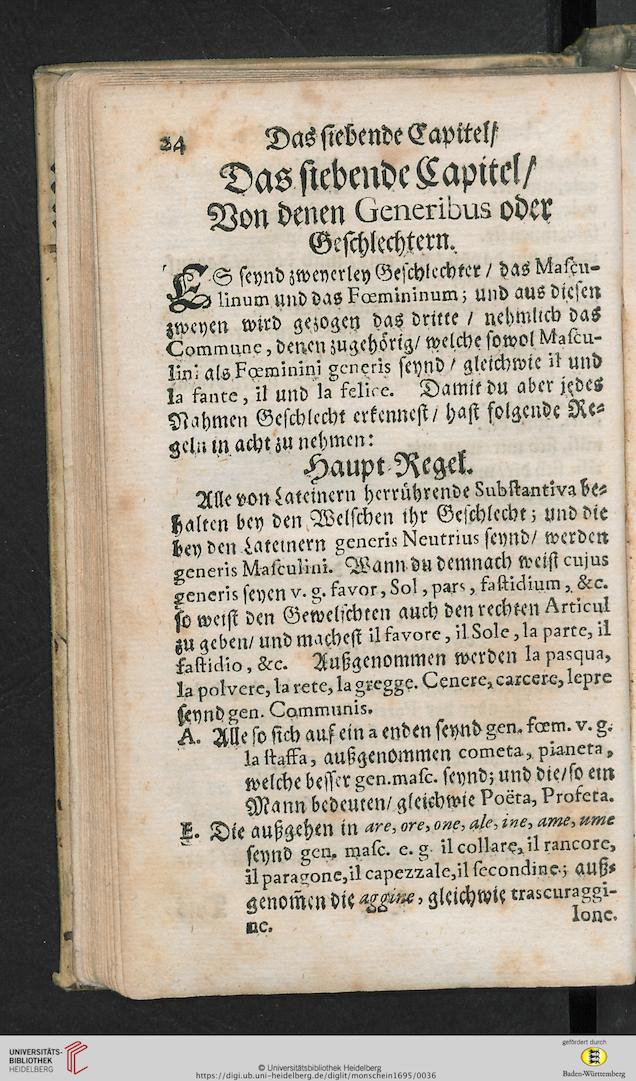 24 Das siebende Capitel/
Das siebende Capitel/
Von denen Generibus oder
Geschlechtern.
ES seynd zweyerley Geschlechter / das Mascu-
linum und das Fœmininum; und aus diesen
zweyen wird gezogen das dritte / nehmlich das
Commune, denen zugehörig/ welche sowol Mascu-
lini als Fœminini generis seynd / gleichwie il und
la fante, il und la felice. Damit du aber jedes
Nahmen Geschlecht erkennest / hast folgende Re-
geln in acht zu nehmen:
Haupt-Regel.
Alle von Lateinern herrührende Substantiva be-
halten bey den Welschen ihr Geschlecht; und die
bey den Lateinern generis Neutrius seynd/ werden
generis Masculini. Wann du demnach weist cujus
generis seyen v. g. favor, Sol, pars, fastidium, &c.
so weist den Gewelschten auch den rechten Articul
zu geben/ und machest il favore, il Sole, la parte, il
fastidio, &c. Außgenommen werden la pasqua,
la polvere, la rete, la gregge. Cenere, carcere, lepre
seynd gen. Communis.
A. Alle so sich auf ein a enden seynd gen. fœm. v. g.
la staffa, außgenommen cometa, pianeta,
welche besser gen. masc. seynd; und die/ so ein
Mann bedeuten/ gleichwie Poëta, Profeta.
E. Die außgehen in are, ore, one, ale, ine, ame, ume
seynd gen. masc. e. g. il collare, il rancore,
il paragone, il capezzale, il secondine; auß-
genom̄en die aggine, gleichwie trascuraggi-
ne. Ione.
UNIVERSITÄTS-
BIBLIOTHEK
HEIDELBERG
© Universitätsbibliothek Heidelberg
https://digi.ub.uni-heidelberg.de/diglit/monschein1695/0036
gefördert durch
Baden-Württemberg